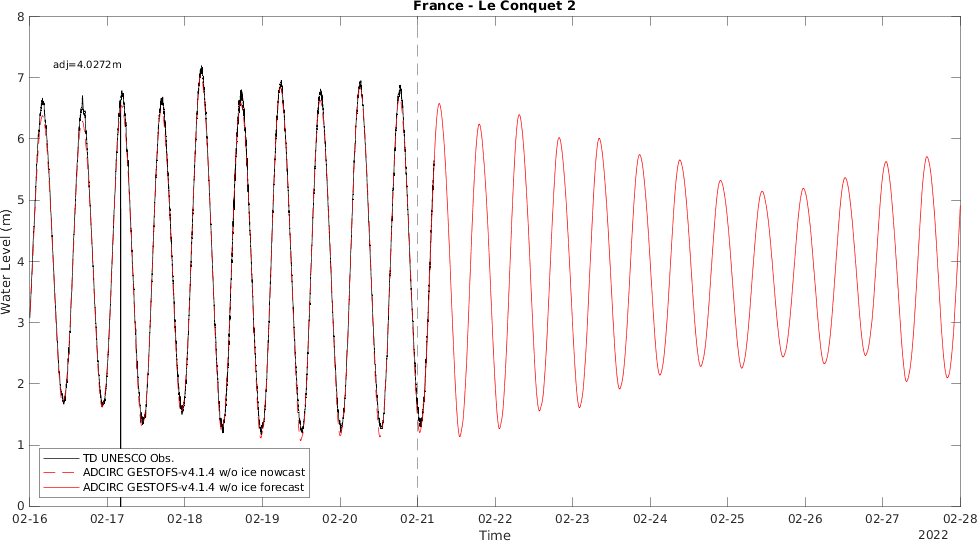 France - Le Conquet 2
adj=4.0272m
8
7
6
5
4
3
2
1
0
Water Level (m)
TD UNESCO Obs.
ADCIRC GESTOFS-v4.1.4 w/o ice nowcast
ADCIRC GESTOFS-v4.1.4 w/o ice forecast
02-16 02-17 02-18 02-19 02-20 02-21 02-22 02-23 02-24 02-25 02-26 02-27 02-28
Time
2022